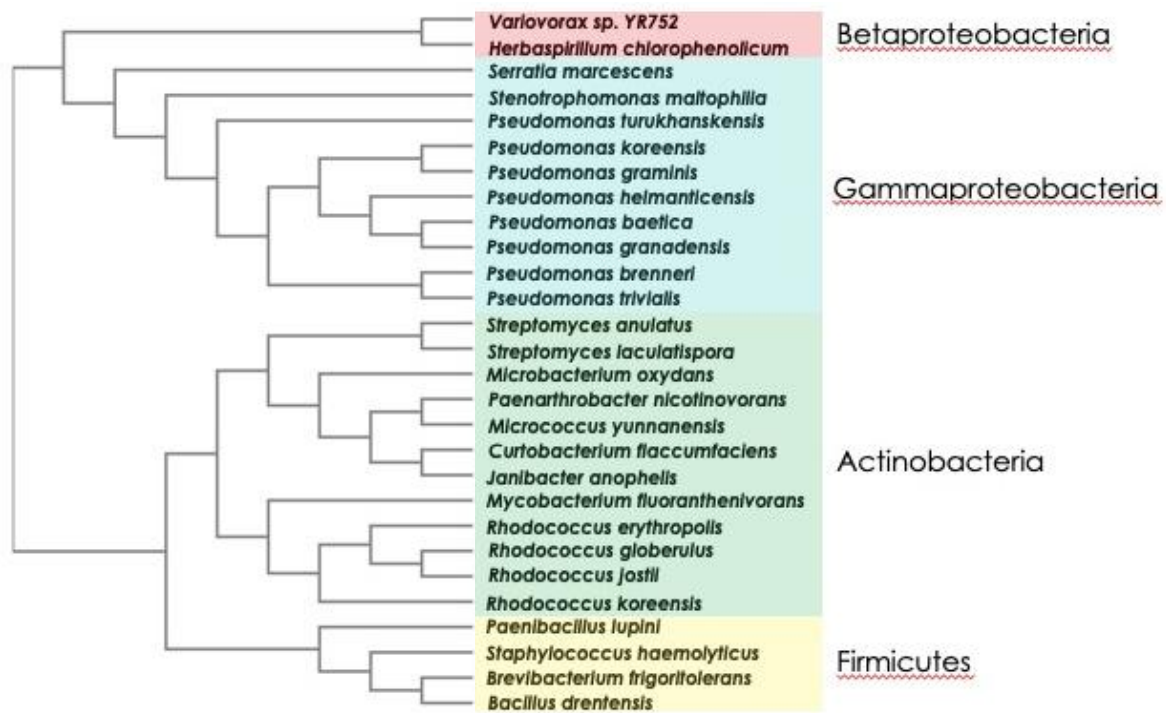 Variovorax sp. YR752
Herbaspirillum chlorophenolicum
Serratia marcescens
Stenotrophomonas maltophilia
Pseudomonas turukhanskensis
Pseudomonas koreensis
Pseudomonas graminis
Pseudomonas helmanticensis
Pseudomonas baetica
Pseudomonas granadensis
Pseudomonas brenneri
Pseudomonas trivialis
Streptomyces anulatus
Streptomyces laculatispora
Microbacterium oxydans
Paenarthrobacter nicotinovorans
Micrococcus yunnanensis
Curtobacterium flaccumfaciens
Janibacter anophelis
Mycobacterium fluoranthenivorans
Rhodococcus erythropolis
Rhodococcus globerulus
Rhodococcus jostii
Rhodococcus koreensis
Paenibacillus lupini
Staphylococcus haemolyticus
Brevibacterium frigoritolerans
Bacillus drentensis
Betaproteobacteria
Gammaproteobacteria
Actinobacteria
Firmicutes